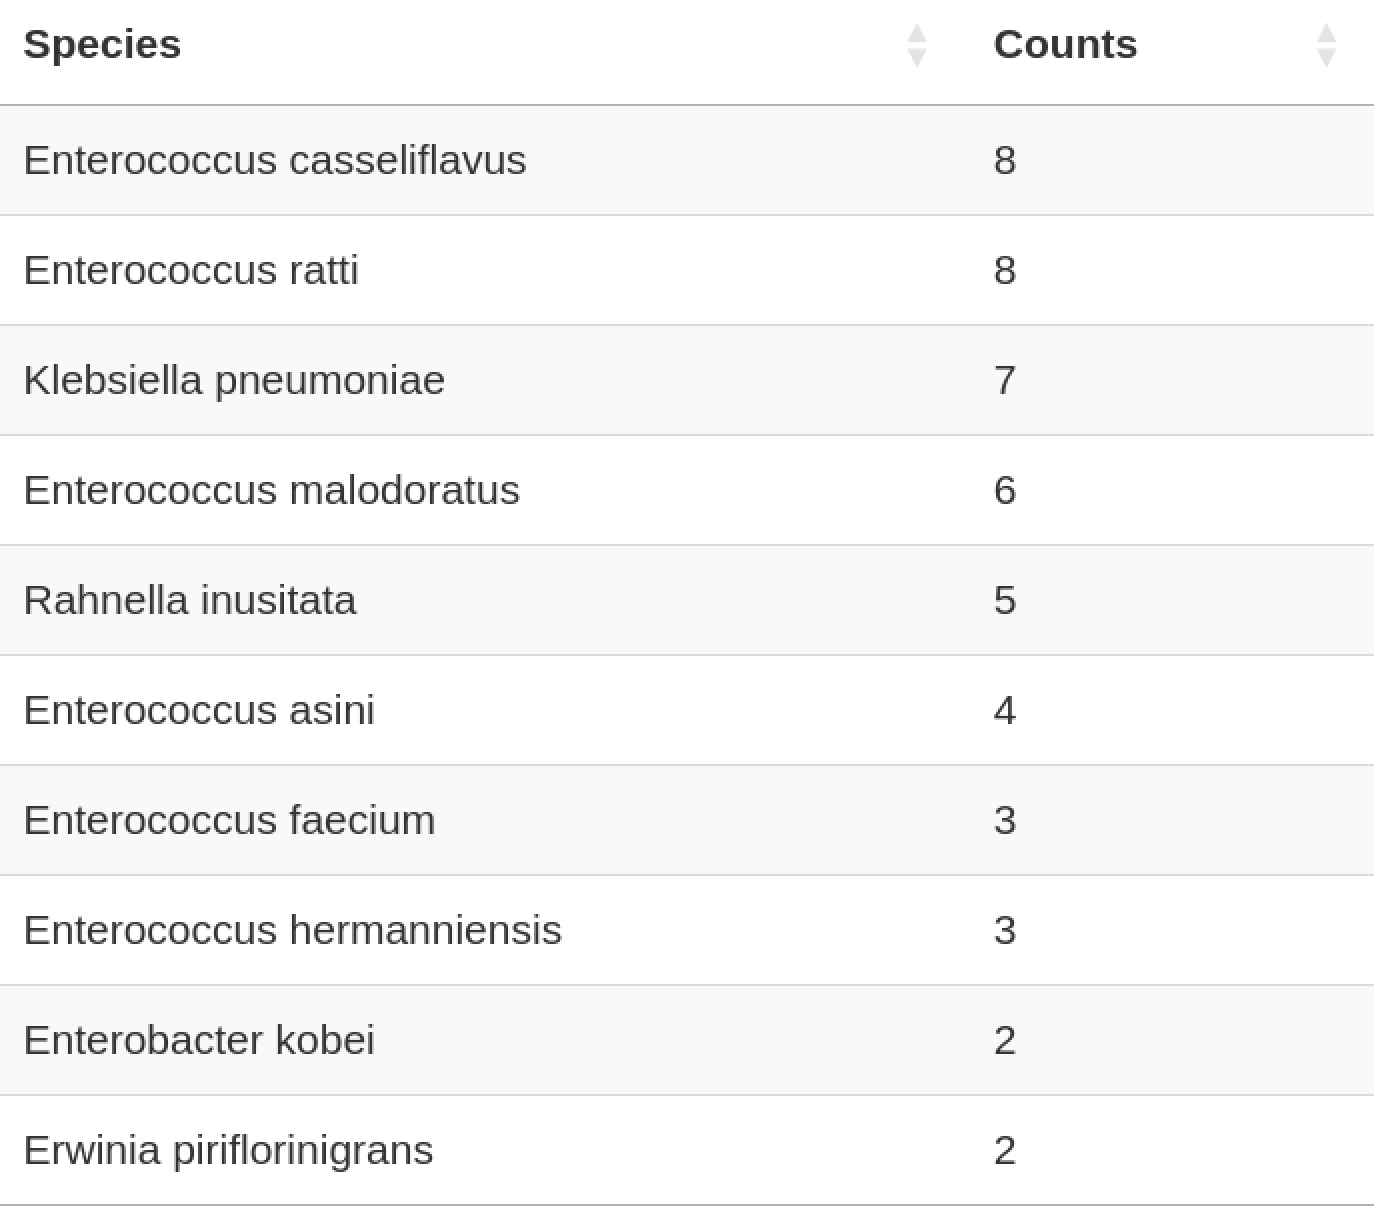 Species Counts
Enterococcus casseliflavus 8
Enterococcus ratti 8
Klebsiella pneumoniae 7
Enterococcus malodoratus 6
Rahnella inusitata 5
Enterococcus asini 4
Enterococcus faecium 3
Enterococcus hermanniensis 3
Enterobacter kobei 2
Erwinia piriflorinigrans 2